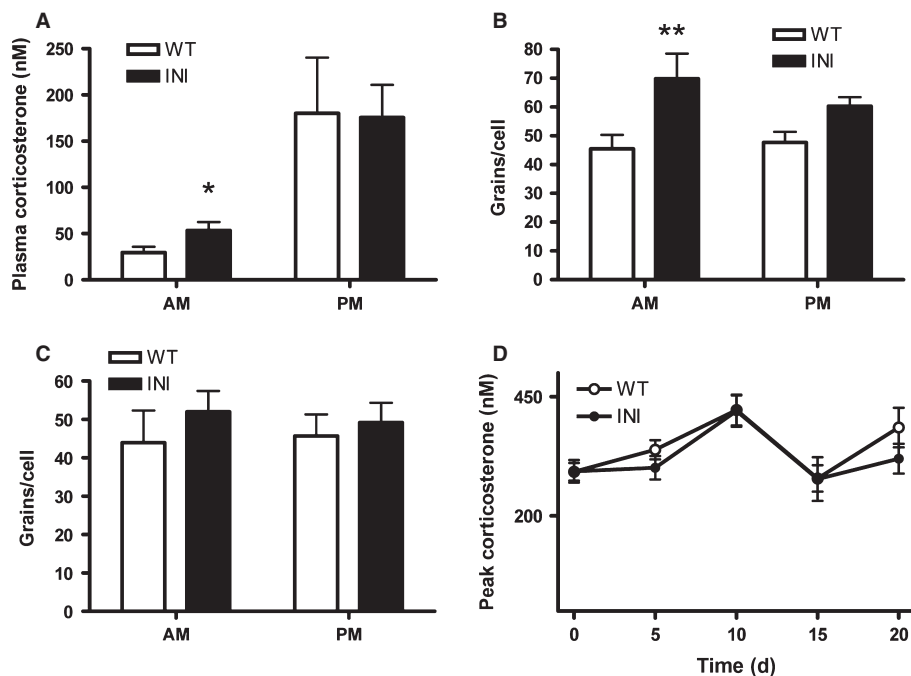 A
WT
INI
Plasma corticosterone (nM)
250
200
150
100
50
0
*
AM
PM
B
WT
INI
Grains/cell
80
70
60
50
40
30
20
10
0
**
AM
PM
C
WT
INI
Grains/cell
60
50
40
30
20
10
0
AM
PM
D
WT
INI
Peak corticosterone (nM)
450
200
0
5
10
15
20
Time (d)